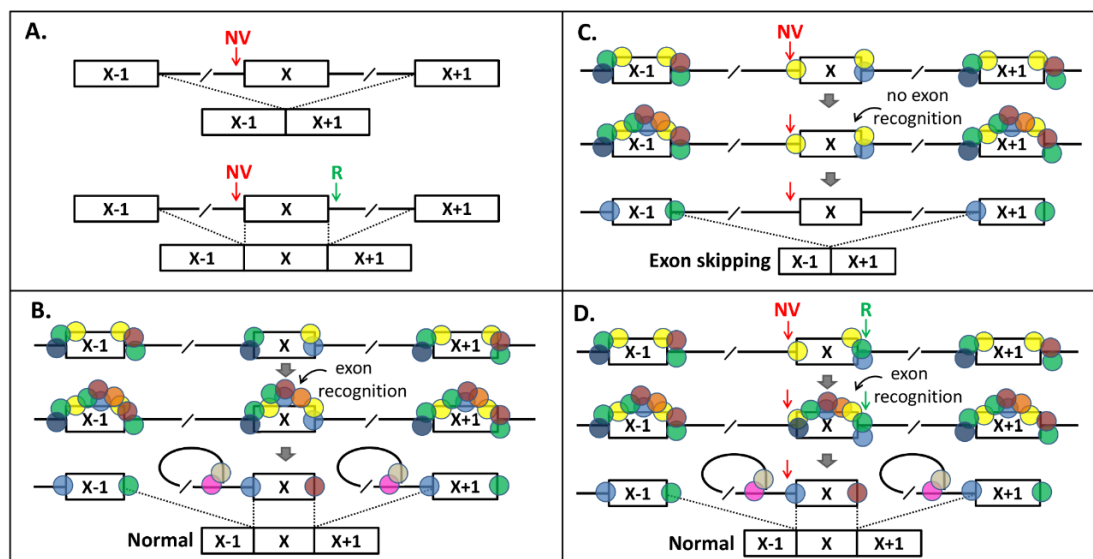 A.
NV
X-1
X
X+1
X-1
X+1
NV
R
X-1
X
X+1
X-1
X
X+1
B.
X-1
X
X+1
exon
recognition
X-1
X
X+1
X-1
X
X+1
Normal
X-1
X
X+1
C.
NV
X-1
X
X+1
no exon
recognition
X-1
X
X+1
X-1
X
X+1
Exon skipping
X-1
X+1
D.
NV
R
X-1
X
X+1
exon
recognition
X-1
X
X+1
X-1
X
X+1
Normal
X-1
X
X+1